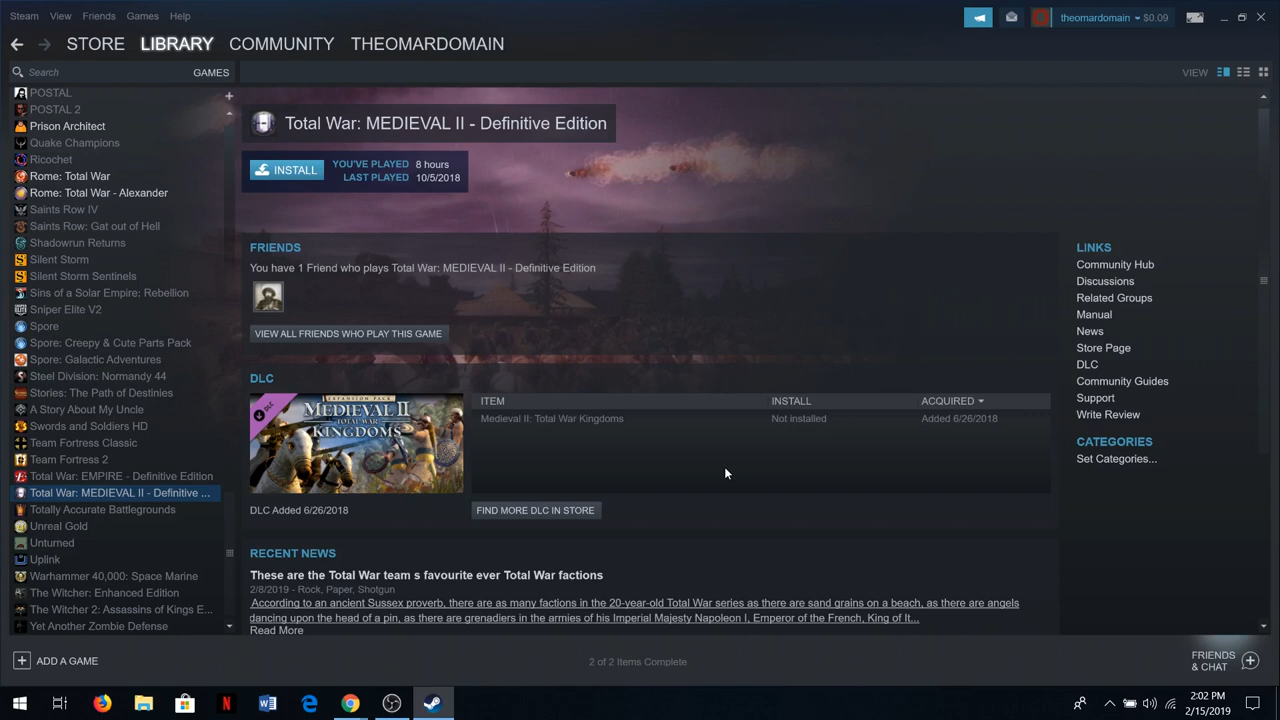 Steam View Friends Games Help
theomardomain $0.09
STORE LIBRARY COMMUNITY THEOMARDOMAIN
Search GAMES
VIEW
POSTAL
POSTAL 2
Prison Architect
Quake Champions
Ricochet
Rome: Total War
Rome: Total War - Alexander
Saints Row IV
Saints Row: Gat out of Hell
Shadowrun Returns
Silent Storm
Silent Storm Sentinels
Sins of a Solar Empire: Rebellion
Sniper Elite V2
Spore
Spore: Creepy & Cute Parts Pack
Spore: Galactic Adventures
Steel Division: Normandy 44
Stories: The Path of Destinies
A Story About My Uncle
Swords and Soldiers HD
Team Fortress Classic
Team Fortress 2
Total War: EMPIRE - Definitive Edition
Total War: MEDIEVAL II - Definitive ...
Totally Accurate Battlegrounds
Unreal Gold
Unturned
Uplink
Warhammer 40,000: Space Marine
The Witcher: Enhanced Edition
The Witcher 2: Assassins of Kings E...
Yet Another Zombie Defense
Total War: MEDIEVAL II - Definitive Edition
INSTALL
YOU'VE PLAYED 8 hours
LAST PLAYED 10/5/2018
FRIENDS
You have 1 Friend who plays Total War: MEDIEVAL II - Definitive Edition
VIEW ALL FRIENDS WHO PLAY THIS GAME
DLC
DLC
EXPANSION PACK
MEDIEVAL II
TOTAL WAR
KINGDOMS
DLC Added 6/26/2018
ITEM INSTALL ACQUIRED
Medieval II: Total War Kingdoms Not installed Added 6/26/2018
FIND MORE DLC IN STORE
RECENT NEWS
These are the Total War team s favourite ever Total War factions
2/8/2019 - Rock, Paper, Shotgun
According to an ancient Sussex proverb, there are as many factions in the 20-year-old Total War series as there are sand grains on a beach, as there are angels
dancing upon the head of a pin, as there are grenadiers in the armies of his Imperial Majesty Napoleon I, Emperor of the French, King of It...
Read More
LINKS
Community Hub
Discussions
Related Groups
Manual
News
Store Page
DLC
Community Guides
Support
Write Review
CATEGORIES
Set Categories...
ADD A GAME
2 of 2 Items Complete
FRIENDS
& CHAT
2:02 PM
2/15/2019